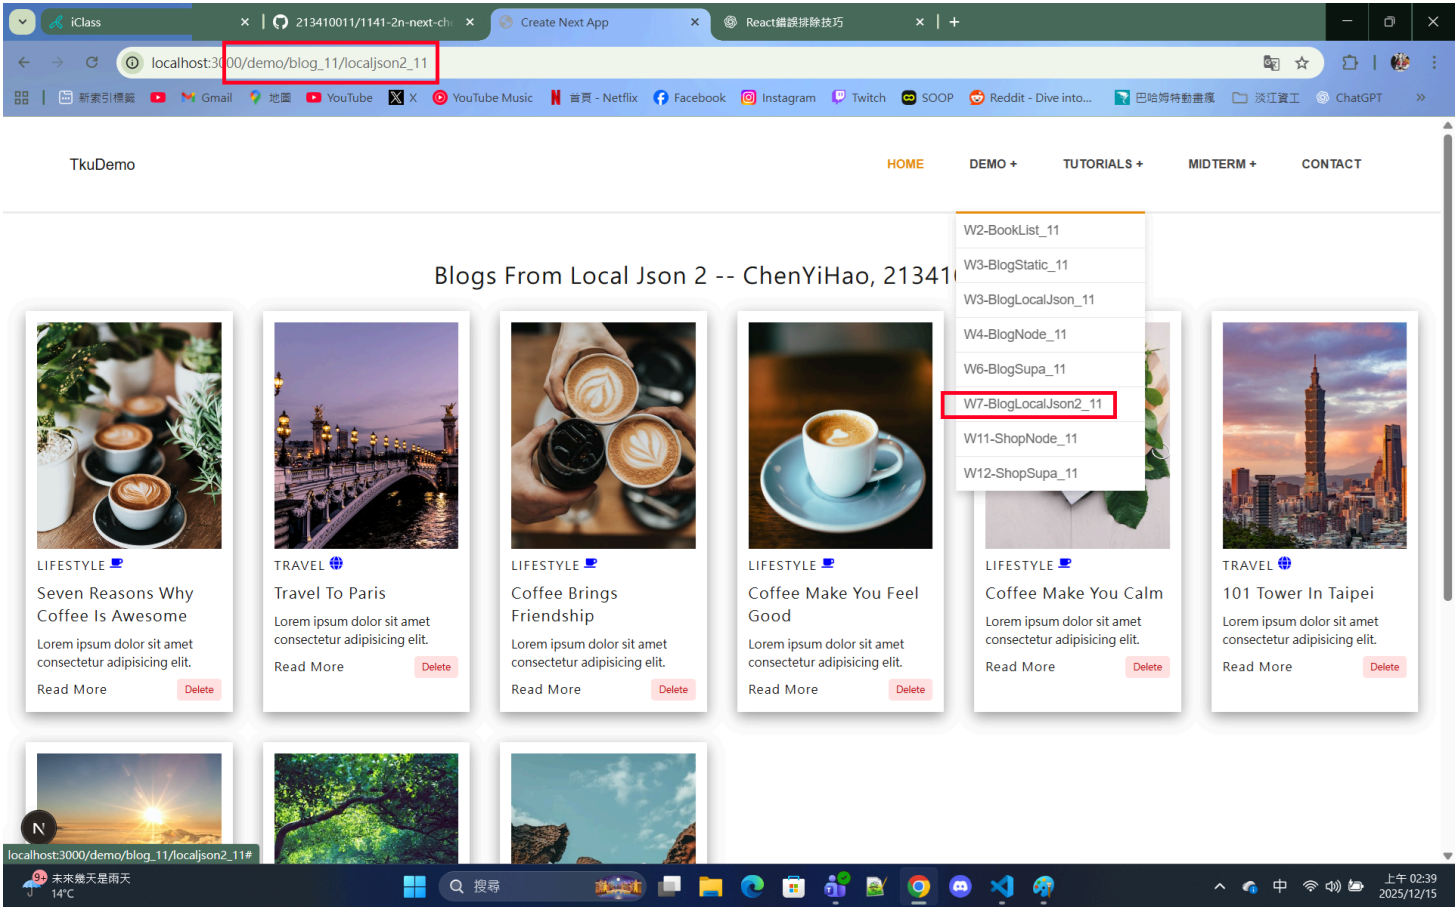 iClass
213410011/1141-2n-next-ch
Create Next App
React錯誤排除技巧
localhost:3000/demo/blog_11/localjson2_11
新索引標籤
Gmail
地圖
YouTube
X
YouTube Music
首頁 - Netflix
Facebook
Instagram
Twitch
SOOP
Reddit - Dive into...
巴哈姆特動畫瘋
淡江資工
ChatGPT
TkuDemo
HOME
DEMO +
TUTORIALS +
MIDTERM +
CONTACT
W2-BookList_11
W3-BlogStatic_11
W3-BlogLocalJson_11
W4-BlogNode_11
W6-BlogSupa_11
W7-BlogLocalJson2_11
W11-ShopNode_11
W12-ShopSupa_11
Blogs From Local Json 2 -- ChenYiHao, 21341
LIFESTYLE
Seven Reasons Why
Coffee Is Awesome
Lorem ipsum dolor sit amet
consectetur adipisicing elit.
Read More
Delete
TRAVEL
Travel To Paris
Lorem ipsum dolor sit amet
consectetur adipisicing elit.
Read More
Delete
LIFESTYLE
Coffee Brings
Friendship
Lorem ipsum dolor sit amet
consectetur adipisicing elit.
Read More
Delete
LIFESTYLE
Coffee Make You Feel
Good
Lorem ipsum dolor sit amet
consectetur adipisicing elit.
Read More
Delete
LIFESTYLE
Coffee Make You Calm
Lorem ipsum dolor sit amet
consectetur adipisicing elit.
Read More
Delete
TRAVEL
101 Tower In Taipei
Lorem ipsum dolor sit amet
consectetur adipisicing elit.
Read More
Delete
N
localhost:3000/demo/blog_11/localjson2_11#
9+
未來幾天是雨天
14°C
搜尋
中
上午 02:39
2025/12/15